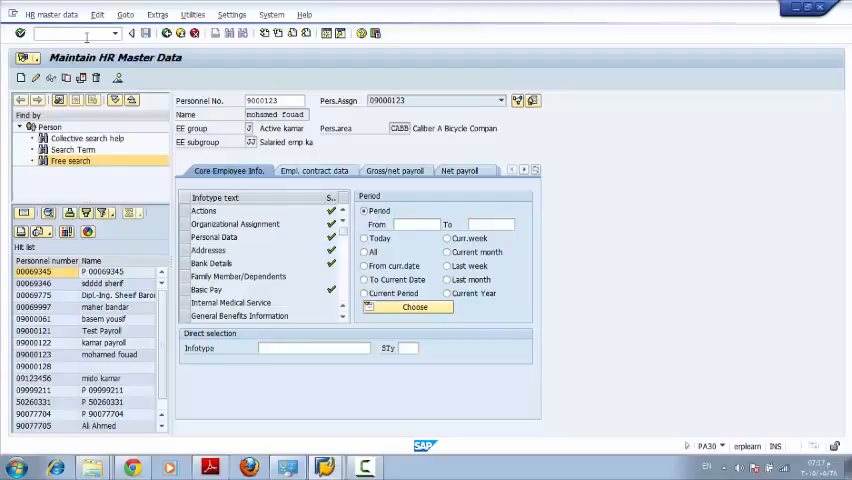 HR master data Edit Goto Extras Utilities Settings System Help
Maintain HR Master Data
Personnel No. 9000123 Pers.Assgn 09000123
Name mohamed fouad
EE group J Active kamar Pers.area CABB Caliber A Bicycle Compan
EE subgroup JJ Salaried emp ka
Find by
Person
Collective search help
Search Term
Free search
Core Employee Info. Empl. contract data Gross/net payroll Net payroll
Infotype text S..
Actions
Organizational Assignment
Personal Data
Addresses
Bank Details
Family Member/Dependents
Basic Pay
Internal Medical Service
General Benefits Information
Period
Period
From To
Today Curr.week
All Current month
From curr.date Last week
To Current Date Last month
Current Period Current Year
Choose
Direct selection
Infotype STy
Hit list
Personnel number Name
00069345 P 00069345
00069346 sdddd sherif
00069775 Dipl.-Ing. Sheeif Baro
00069997 maher bandar
09000061 basem yousif
09000121 Test Payroll
09000122 kamar payroll
09000123 mohamed fouad
09000128
09123456 mido kamar
09999211 P 09999211
50260331 P 50260331
90077704 P 90077704
90077705 Ali Ahmed
SAP
PA30 erplearn INS
EN